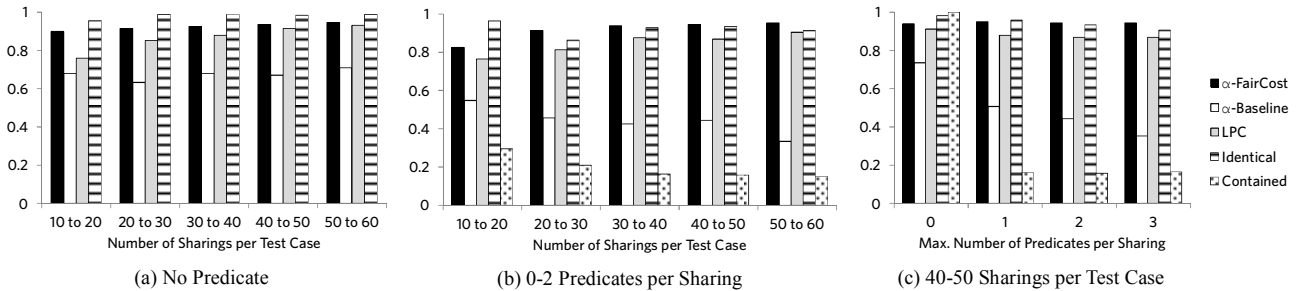 1
0.8
0.6
0.4
0.2
0
10 to 20 20 to 30 30 to 40 40 to 50 50 to 60
Number of Sharings per Test Case
(a) No Predicate
1
0.8
0.6
0.4
0.2
0
10 to 20 20 to 30 30 to 40 40 to 50 50 to 60
Number of Sharings per Test Case
(b) 0-2 Predicates per Sharing
1
0.8
0.6
0.4
0.2
0
0 1 2 3
Max. Number of Predicates per Sharing
(c) 40-50 Sharings per Test Case
α-FairCost
α-Baseline
LPC
Identical
Contained